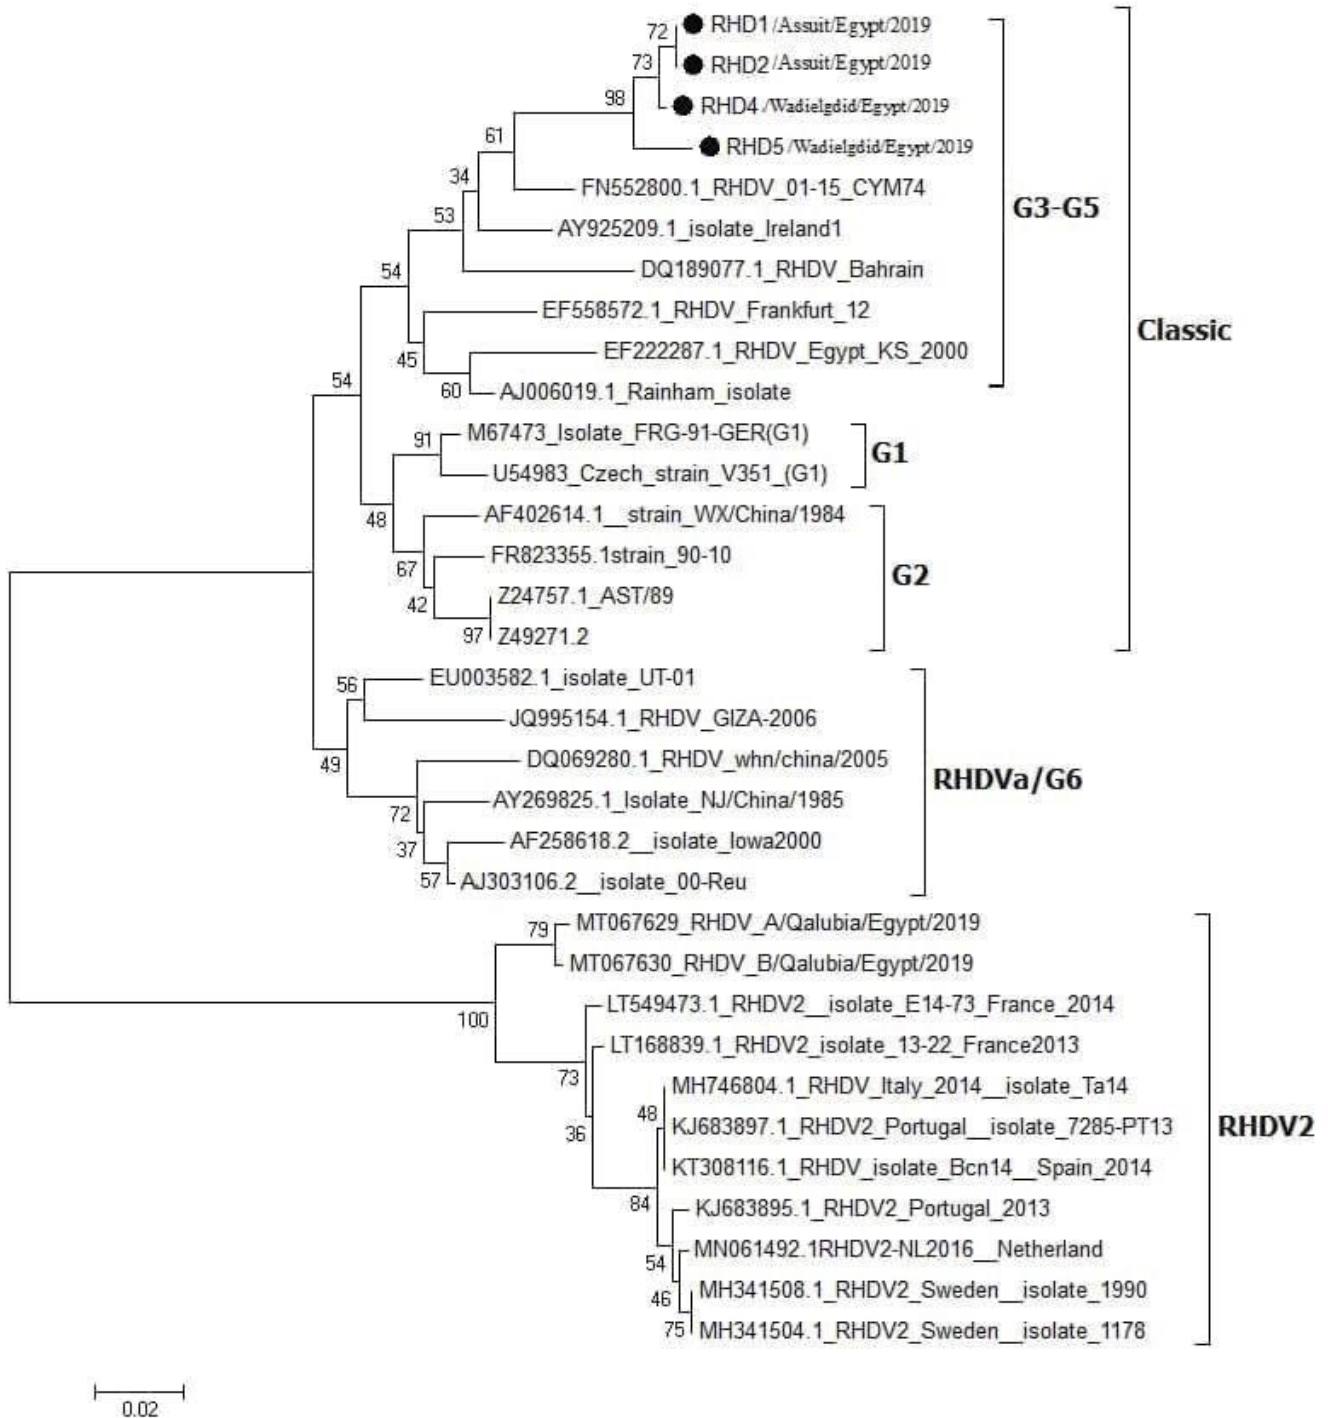 72
RHD1/Assuit/Egypt/2019
73
RHD2/Assuit/Egypt/2019
98
RHD4/Wadielgdid/Egypt/2019
61
RHD5/Wadielgdid/Egypt/2019
34
FN552800.1_RHDV_01-15_CYM74
G3-G5
53
AY925209.1_isolate_Ireland1
54
DQ189077.1_RHDV_Bahrain
EF558572.1_RHDV_Frankfurt_12
Classic
45
EF222287.1_RHDV_Egypt_KS_2000
54
60
AJ006019.1_Rainham_isolate
91
M67473_Isolate_FRG-91-GER(G1)
G1
U54983_Czech_strain_V351_(G1)
48
AF402614.1__strain_WX/China/1984
67
FR823355.1strain_90-10
G2
42
Z24757.1_AST/89
97
Z49271.2
56
EU003582.1_isolate_UT-01
JQ995154.1_RHDV_GIZA-2006
49
DQ069280.1_RHDV_whn/china/2005
RHDVa/G6
72
AY269825.1_Isolate_NJ/China/1985
37
AF258618.2__isolate_Iowa2000
57
AJ303106.2__isolate_00-Reu
79
MT067629_RHDV_A/Qalubia/Egypt/2019
MT067630_RHDV_B/Qalubia/Egypt/2019
100
LT549473.1_RHDV2__isolate_E14-73_France_2014
73
LT168839.1_RHDV2_isolate_13-22_France2013
MH746804.1_RHDV_Italy_2014__isolate_Ta14
48
36
KJ683897.1_RHDV2_Portugal__isolate_7285-PT13
RHDV2
KT308116.1_RHDV_isolate_Bcn14__Spain_2014
84
KJ683895.1_RHDV2_Portugal_2013
54
MN061492.1RHDV2-NL2016__Netherland
46
MH341508.1_RHDV2_Sweden__isolate_1990
75
MH341504.1_RHDV2_Sweden__isolate_1178
0.02